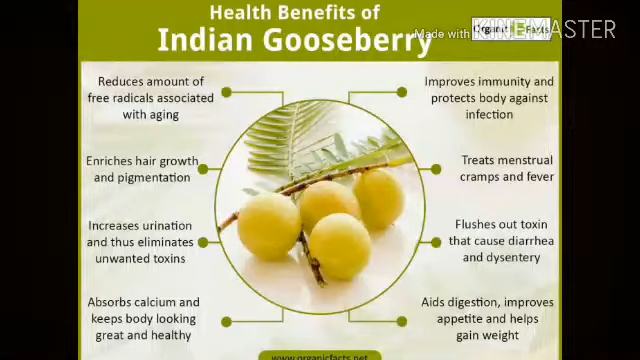 Health Benefits of
Indian Gooseberry
Made with KINEMASTER
Organic Facts
Reduces amount of
free radicals associated
with aging
Improves immunity and
protects body against
infection
Enriches hair growth
and pigmentation
Treats menstrual
cramps and fever
Increases urination
and thus eliminates
unwanted toxins
Flushes out toxin
that cause diarrhea
and dysentery
Absorbs calcium and
keeps body looking
great and healthy
Aids digestion, improves
appetite and helps
gain weight
www.organicfacts.net